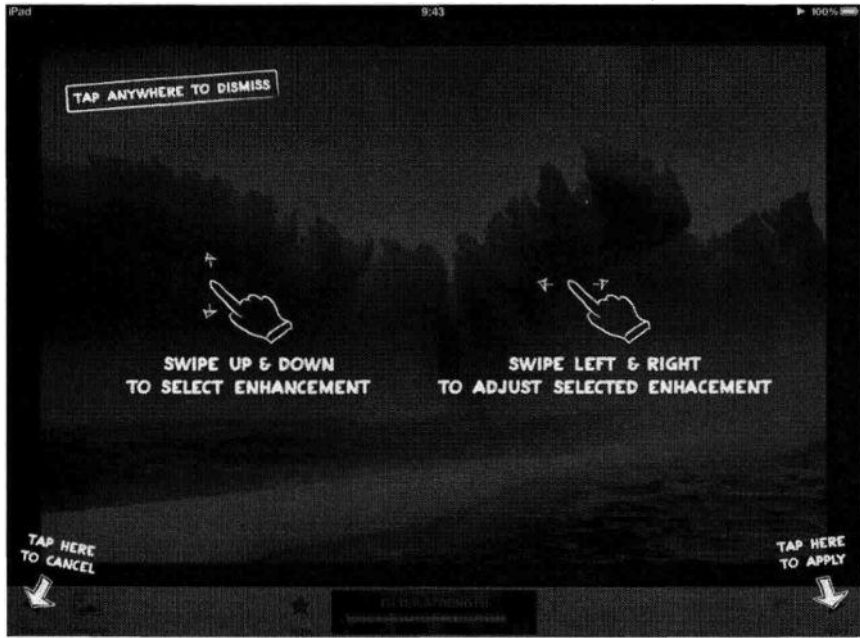 iPad
9:43
100%
TAP ANYWHERE TO DISMISS
SWIPE UP & DOWN
TO SELECT ENHANCEMENT
SWIPE LEFT & RIGHT
TO ADJUST SELECTED ENHACEMENT
TAP HERE
TO CANCEL
TAP HERE
TO APPLY